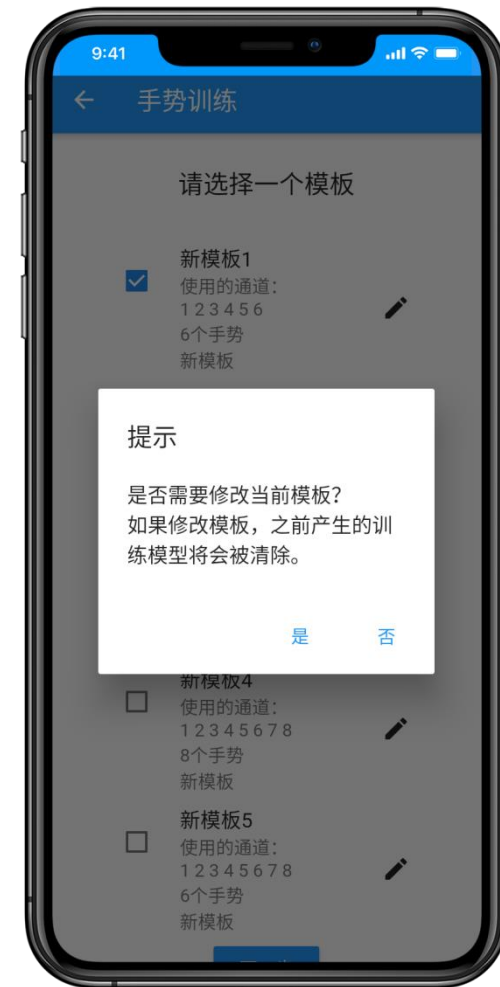 9:41
手势训练
请选择一个模板
新模板1
使用的通道：
1 2 3 4 5 6
6个手势
新模板
提示
是否需要修改当前模板？
如果修改模板，之前产生的训
练模型将会被清除。
是 否
新模板4
使用的通道：
1 2 3 4 5 6 7 8
8个手势
新模板
新模板5
使用的通道：
1 2 3 4 5 6 7 8
6个手势
新模板